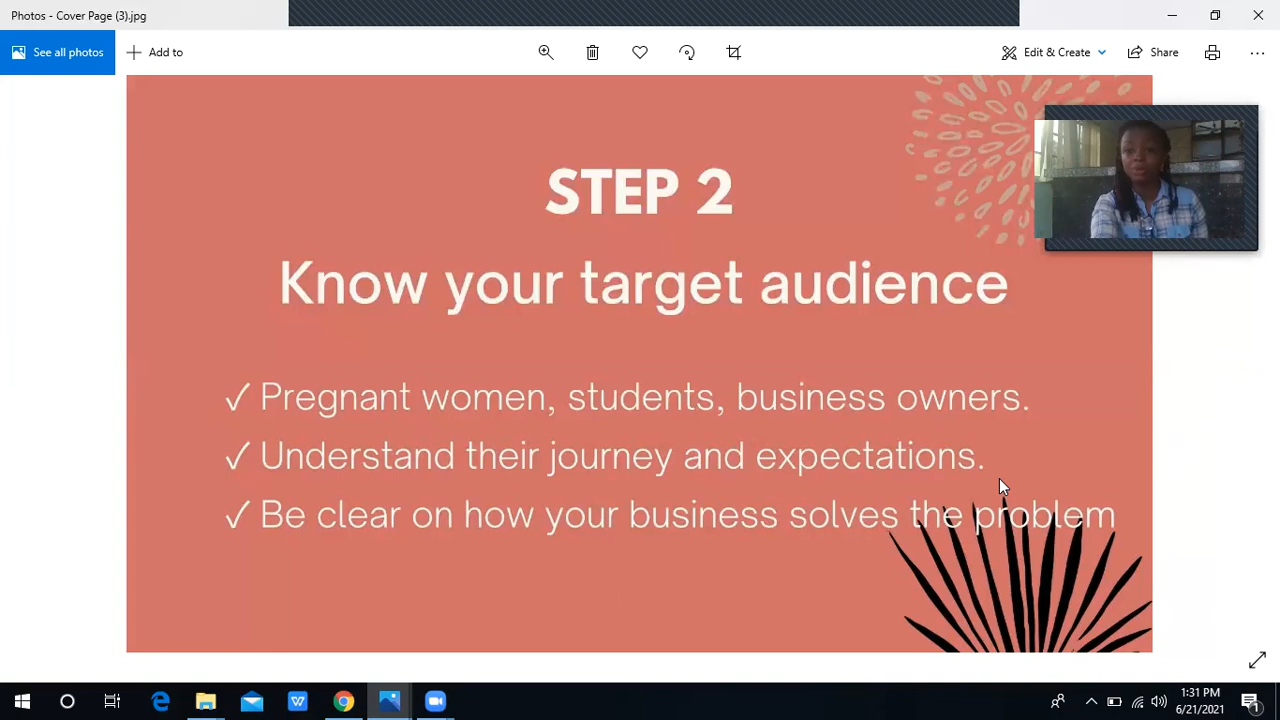 Photos - Cover Page (3).jpg
See all photos
Add to
Edit & Create
Share
STEP 2
Know your target audience
✓ Pregnant women, students, business owners.
✓ Understand their journey and expectations.
✓ Be clear on how your business solves the problem
1:31 PM
6/21/2021
1